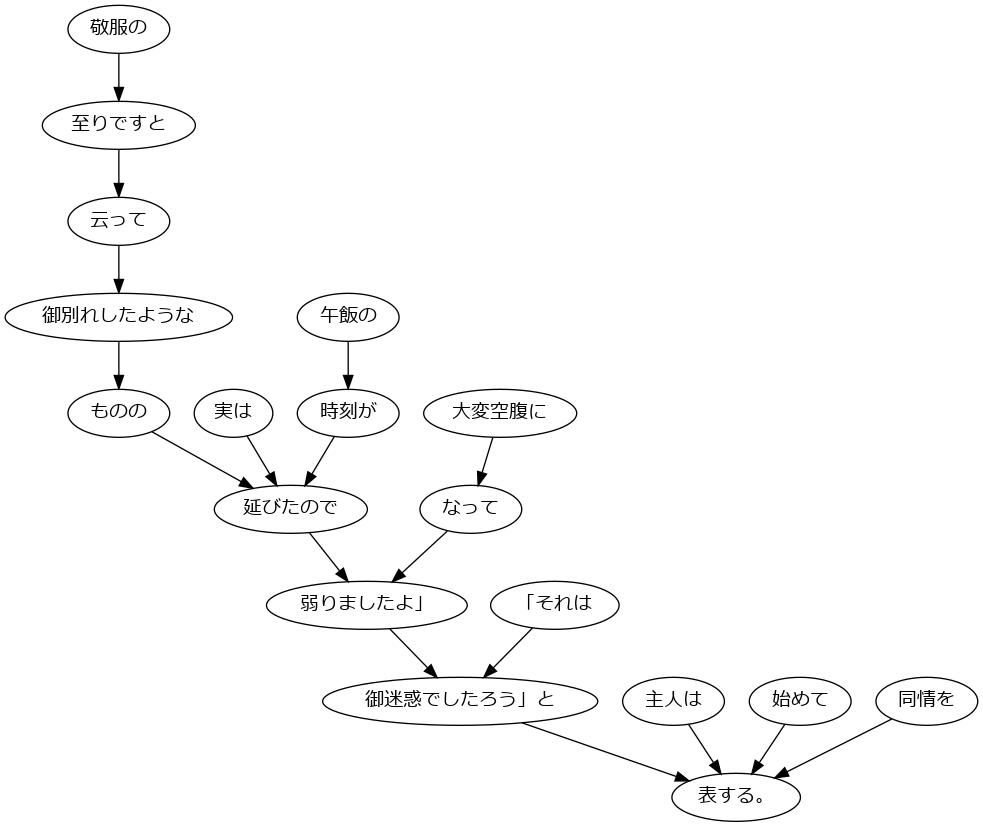 敬服の
至りですと
云って
御別れしたような
午飯の
ものの
実は
時刻が
大変空腹に
延びたので
なって
弱りましたよ」
「それは
御迷惑でしたろう」と
主人は
始めて
同情を
表する。